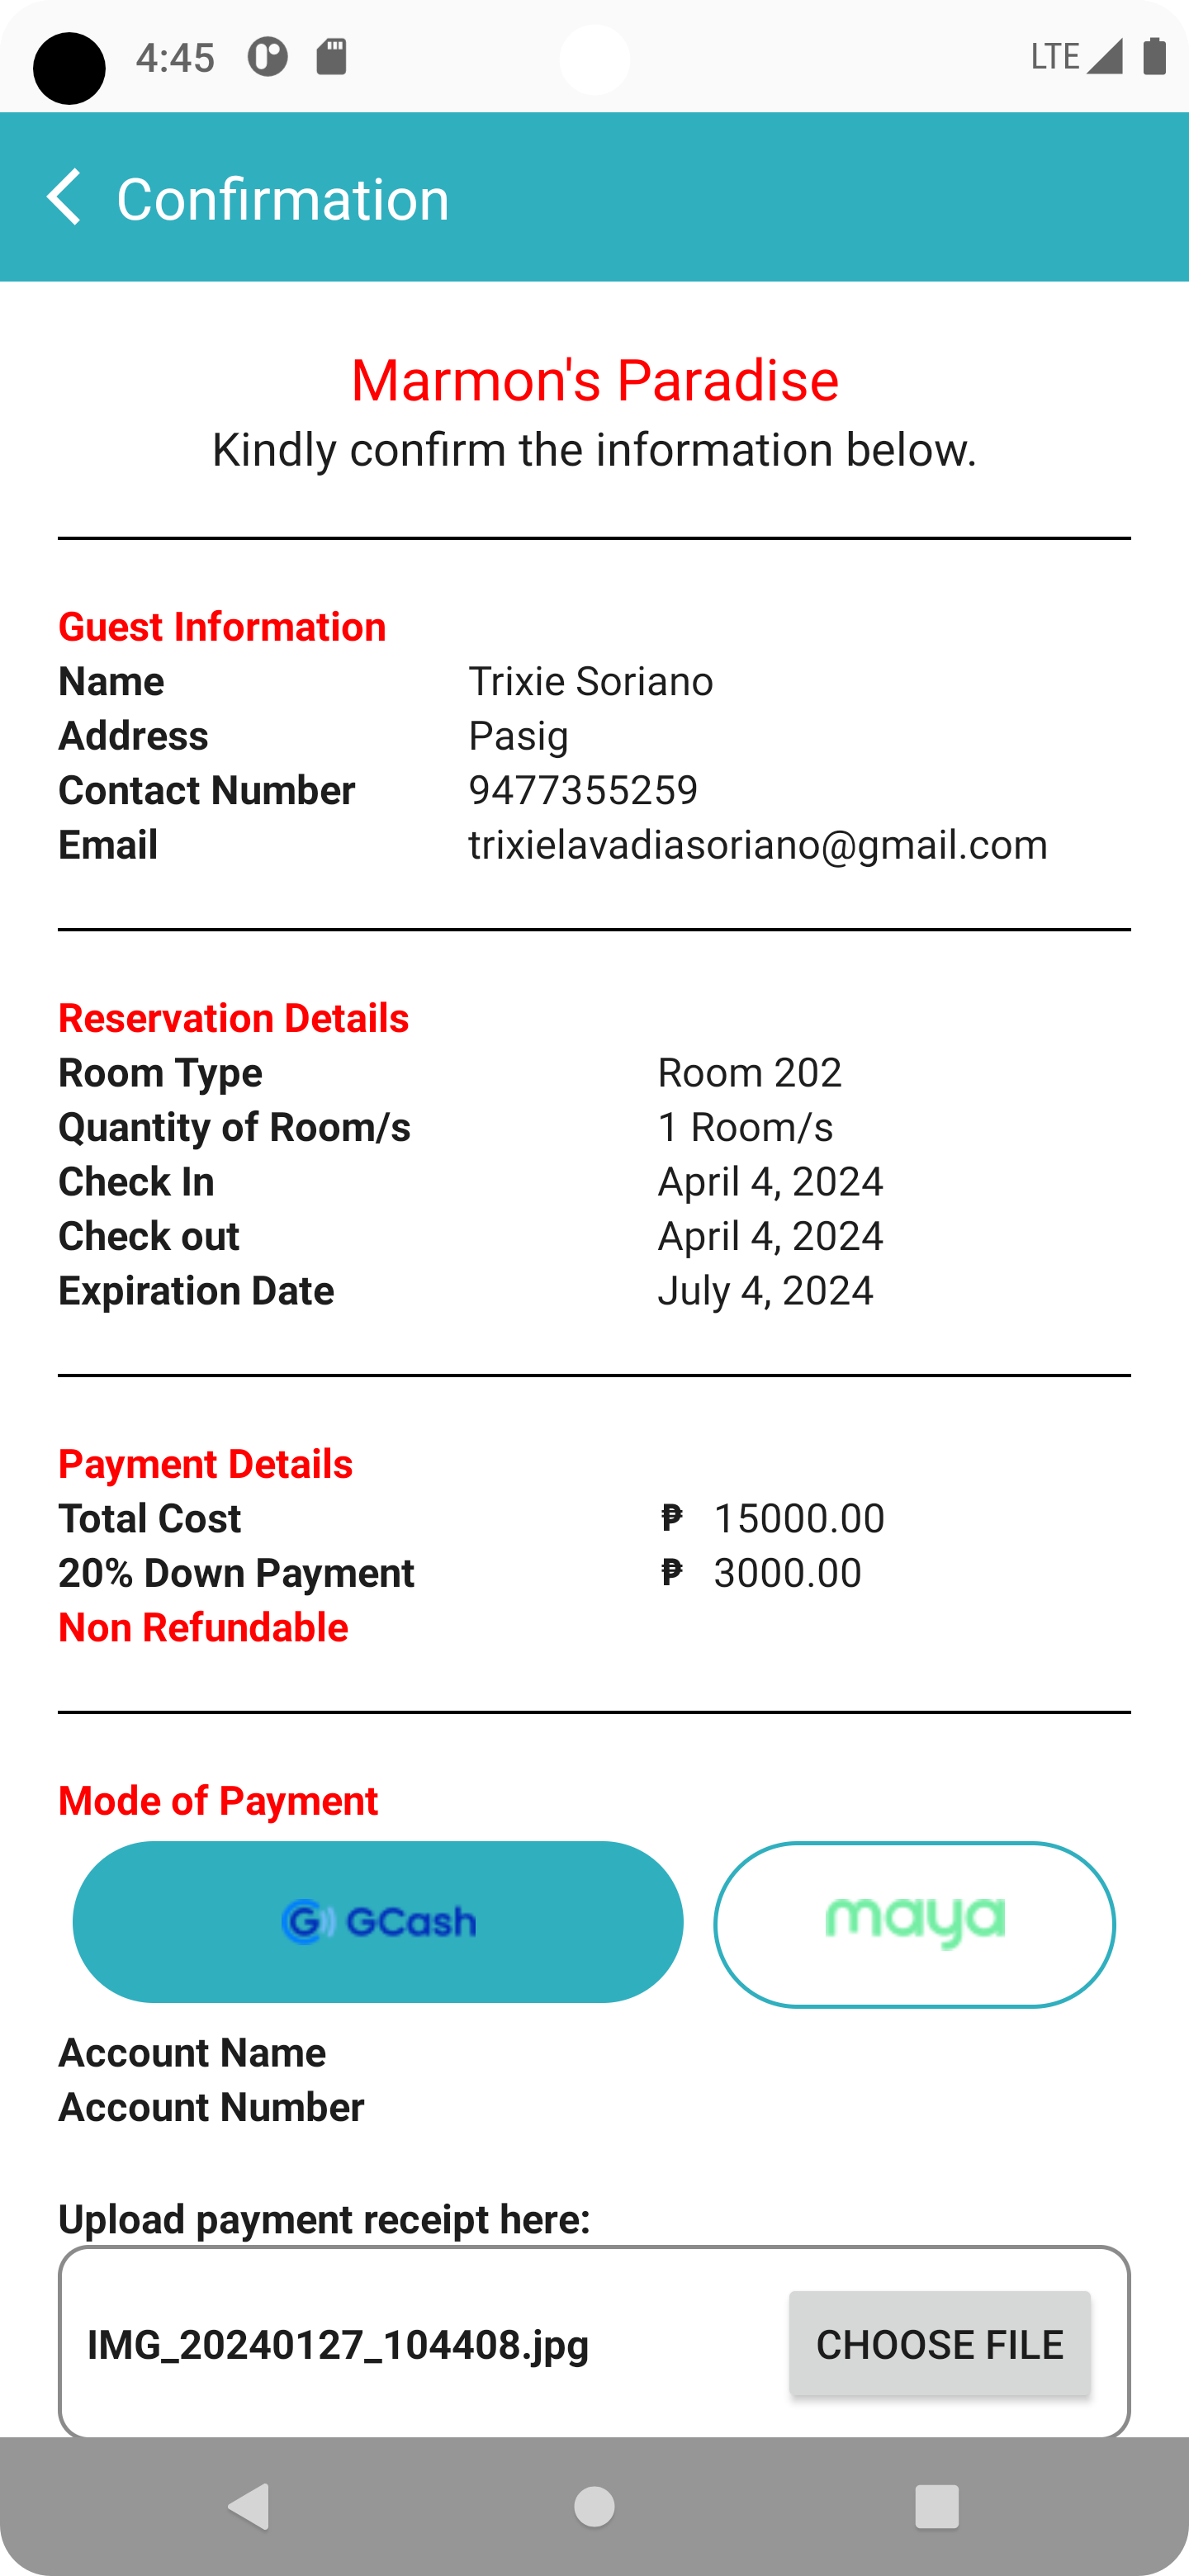 4:45 LTE
Confirmation
Marmon's Paradise
Kindly confirm the information below.
Guest Information
Name Trixie Soriano
Address Pasig
Contact Number 9477355259
Email trixielavadiasoriano@gmail.com
Reservation Details
Room Type Room 202
Quantity of Room/s 1 Room/s
Check In April 4, 2024
Check out April 4, 2024
Expiration Date July 4, 2024
Payment Details
Total Cost ₱ 15000.00
20% Down Payment ₱ 3000.00
Non Refundable
Mode of Payment
GCash maya
Account Name
Account Number
Upload payment receipt here:
IMG_20240127_104408.jpg CHOOSE FILE